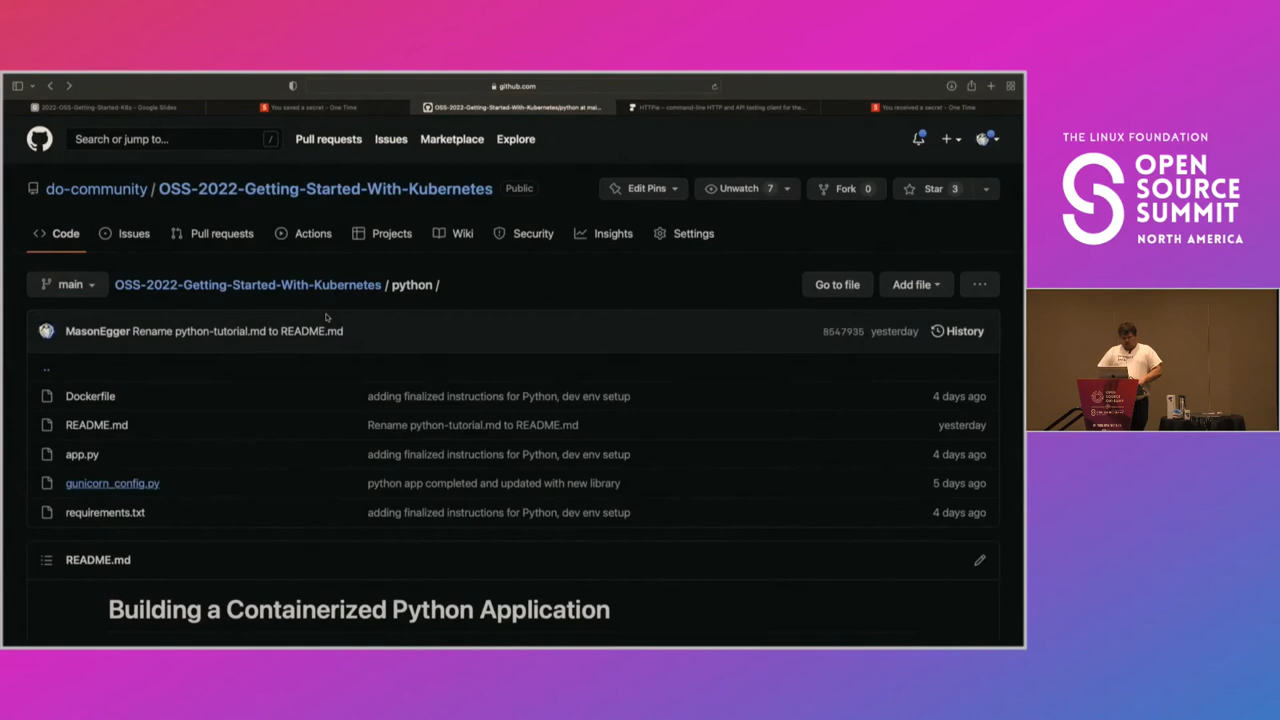 github.com
2022-OSS-Getting-Started-K8s – Google Slides
You saved a secret - One Time
OSS-2022-Getting-Started-With-Kubernetes/python at mai...
HTTPie – command-line HTTP and API testing client for the...
You received a secret - One Time
Search or jump to...
/
Pull requests
Issues
Marketplace
Explore
do-community / OSS-2022-Getting-Started-With-Kubernetes
Public
Edit Pins
Unwatch 7
Fork 0
Star 3
Code
Issues
Pull requests
Actions
Projects
Wiki
Security
Insights
Settings
main
OSS-2022-Getting-Started-With-Kubernetes / python /
Go to file
Add file
...
MasonEgger Rename python-tutorial.md to README.md
8547935 yesterday
History
..
Dockerfile adding finalized instructions for Python, dev env setup 4 days ago
README.md Rename python-tutorial.md to README.md yesterday
app.py adding finalized instructions for Python, dev env setup 4 days ago
gunicorn_config.py python app completed and updated with new library 5 days ago
requirements.txt adding finalized instructions for Python, dev env setup 4 days ago
README.md
Building a Containerized Python Application
THE LINUX FOUNDATION
OPEN
SOURCE
SUMMIT
NORTH AMERICA